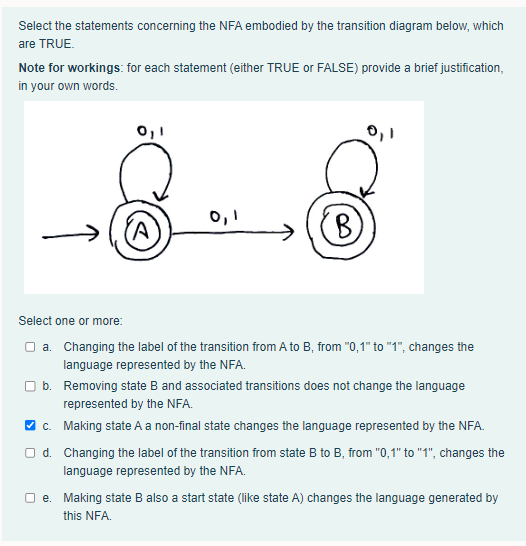 Select the statements concerning the NFA embodied by the transition diagram below, which
are TRUE.
Note for workings: for each statement (either TRUE or FALSE) provide a brief justification,
in your own words.
0,1
0,1
0,1
A
B
Select one or more:
a. Changing the label of the transition from A to B, from "0,1" to "1", changes the
language represented by the NFA.
b. Removing state B and associated transitions does not change the language
represented by the NFA.
c. Making state A a non-final state changes the language represented by the NFA.
d. Changing the label of the transition from state B to B, from "0,1" to "1", changes the
language represented by the NFA.
e. Making state B also a start state (like state A) changes the language generated by
this NFA.